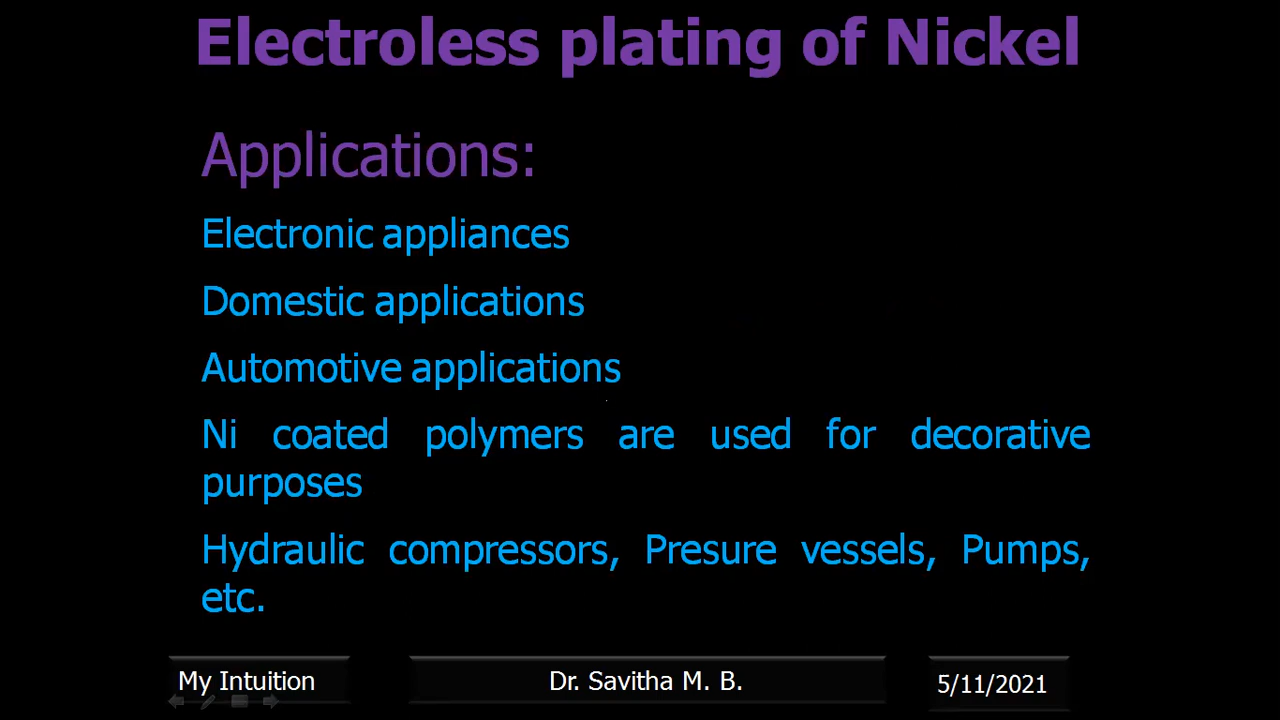 Electroless plating of Nickel
Applications:
Electronic appliances
Domestic applications
Automotive applications
Ni coated polymers are used for decorative
purposes
Hydraulic compressors, Presure vessels, Pumps,
etc.
My Intuition
Dr. Savitha M. B.
5/11/2021